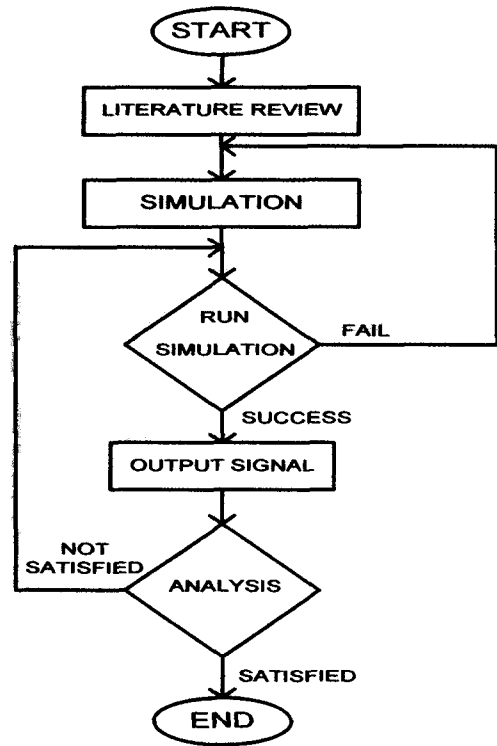 START
LITERATURE REVIEW
SIMULATION
RUN
SIMULATION
FAIL
SUCCESS
OUTPUT SIGNAL
NOT
SATISFIED
ANALYSIS
SATISFIED
END